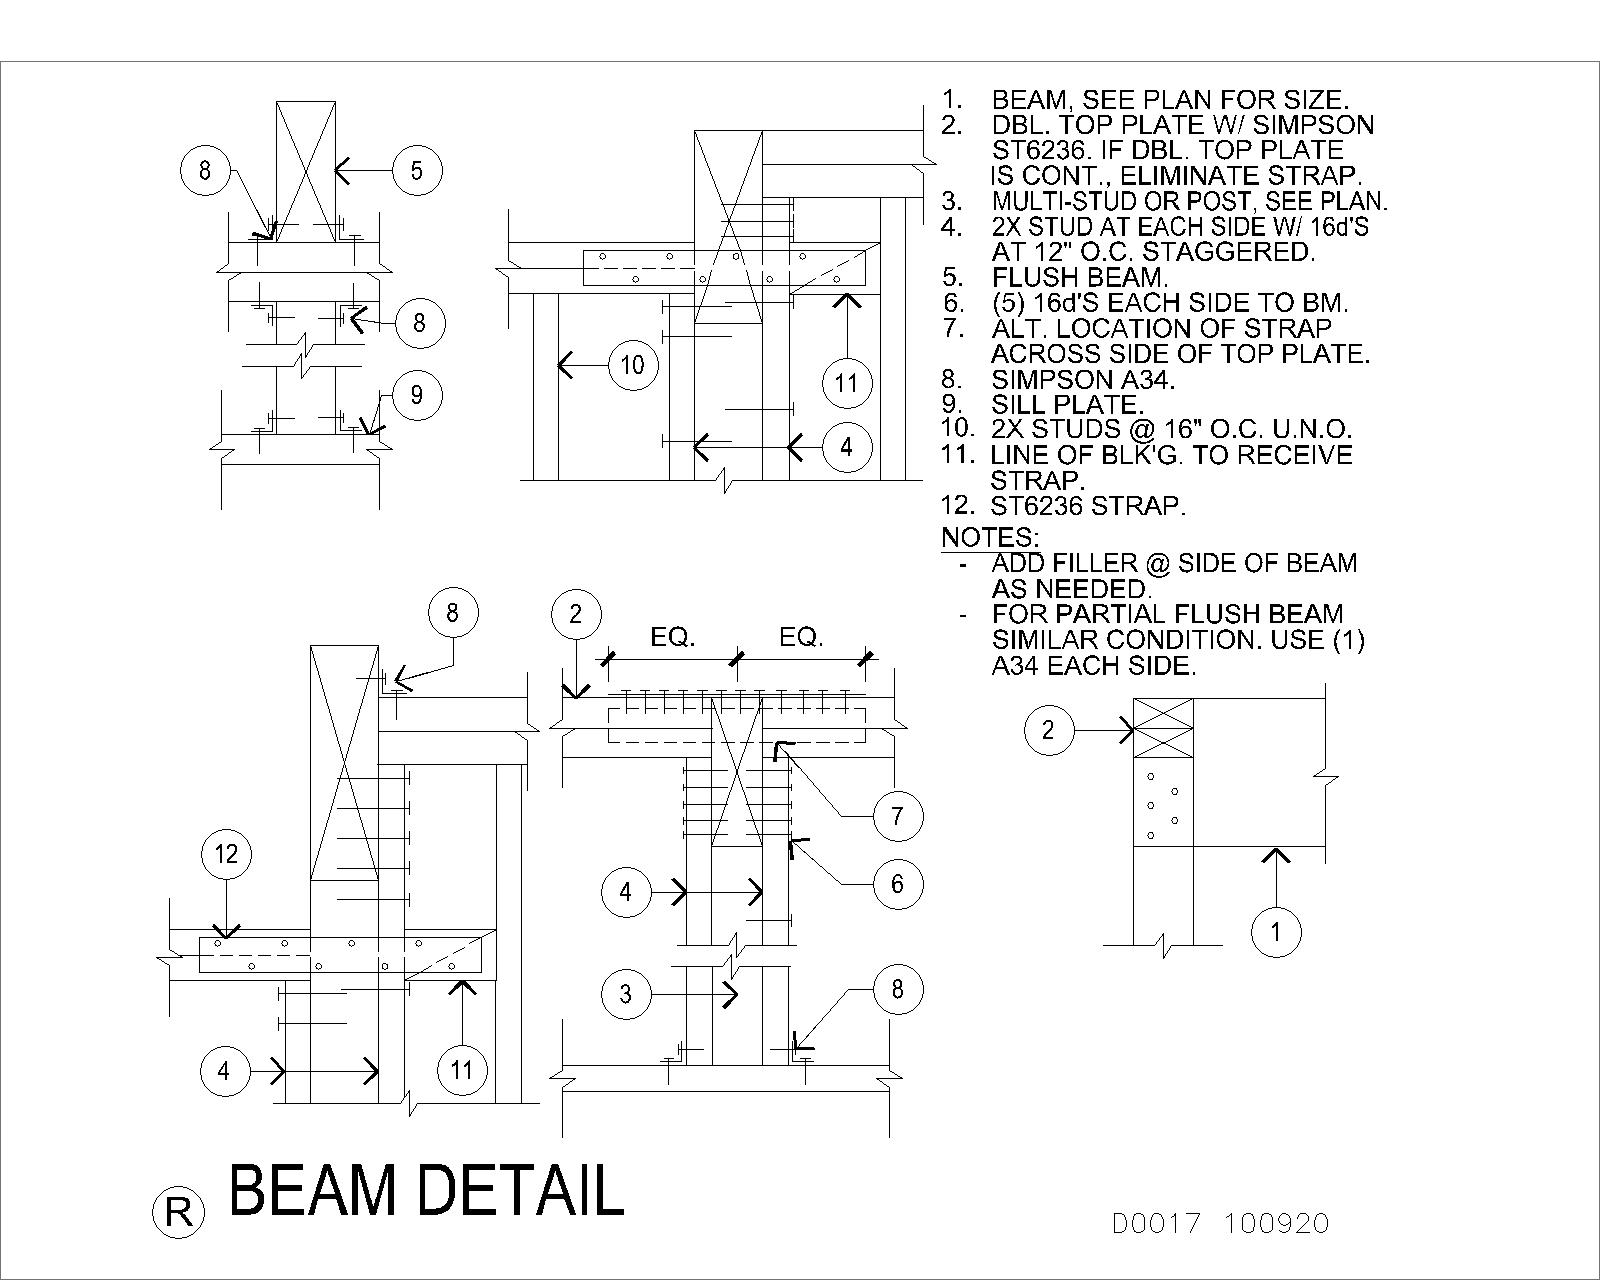 1. BEAM, SEE PLAN FOR SIZE.
2. DBL. TOP PLATE W/ SIMPSON
ST6236. IF DBL. TOP PLATE
IS CONT., ELIMINATE STRAP.
3. MULTI-STUD OR POST, SEE PLAN.
4. 2X STUD AT EACH SIDE W/ 16d'S
AT 12" O.C. STAGGERED.
5. FLUSH BEAM.
6. (5) 16d'S EACH SIDE TO BM.
7. ALT. LOCATION OF STRAP
ACROSS SIDE OF TOP PLATE.
8. SIMPSON A34.
9. SILL PLATE.
10. 2X STUDS @ 16" O.C. U.N.O.
11. LINE OF BLK'G. TO RECEIVE
STRAP.
12. ST6236 STRAP.
NOTES:
- ADD FILLER @ SIDE OF BEAM
AS NEEDED.
- FOR PARTIAL FLUSH BEAM
SIMILAR CONDITION. USE (1)
A34 EACH SIDE.
8
5
8
9
10
11
4
8
2
EQ.
EQ.
12
4
11
7
4
6
3
8
2
1
R
BEAM DETAIL
D0017 100920